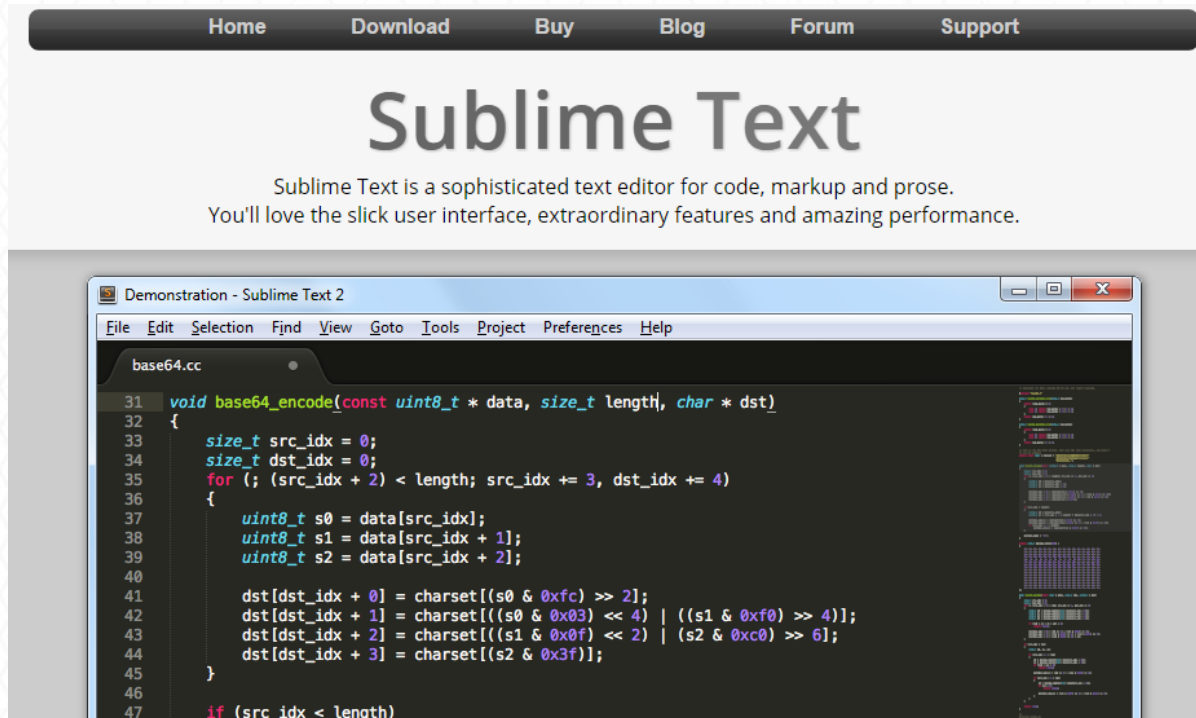 Home Download Buy Blog Forum Support
Sublime Text
Sublime Text is a sophisticated text editor for code, markup and prose.
You'll love the slick user interface, extraordinary features and amazing performance.
Demonstration - Sublime Text 2
File Edit Selection Find View Goto Tools Project Preferences Help
base64.cc
31 void base64_encode(const uint8_t * data, size_t length, char * dst)
32 {
33     size_t src_idx = 0;
34     size_t dst_idx = 0;
35     for (; (src_idx + 2) < length; src_idx += 3, dst_idx += 4)
36     {
37         uint8_t s0 = data[src_idx];
38         uint8_t s1 = data[src_idx + 1];
39         uint8_t s2 = data[src_idx + 2];
40
41         dst[dst_idx + 0] = charset[(s0 & 0xfc) >> 2];
42         dst[dst_idx + 1] = charset[((s0 & 0x03) << 4) | ((s1 & 0xf0) >> 4)];
43         dst[dst_idx + 2] = charset[((s1 & 0x0f) << 2) | (s2 & 0xc0) >> 6];
44         dst[dst_idx + 3] = charset[(s2 & 0x3f)];
45     }
46
47     if (src_idx < length)